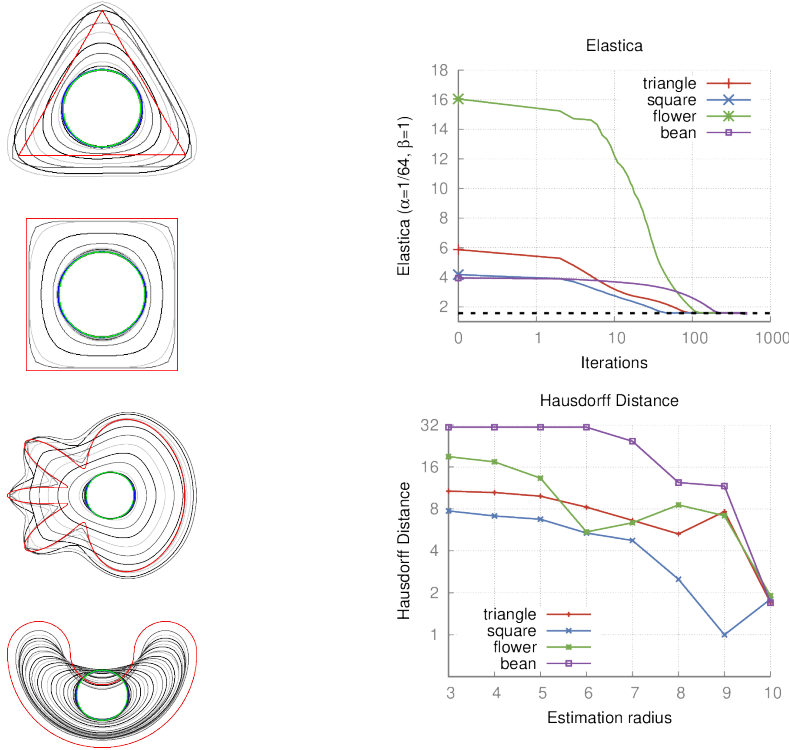 Elastica
18
16
14
12
10
8
6
4
2
Elastica (α=1/64, β=1)
triangle
square
flower
bean
0 1 10 100 1000
Iterations
Hausdorff Distance
32
16
8
4
2
1
Hausdorff Distance
triangle
square
flower
bean
3 4 5 6 7 8 9 10
Estimation radius